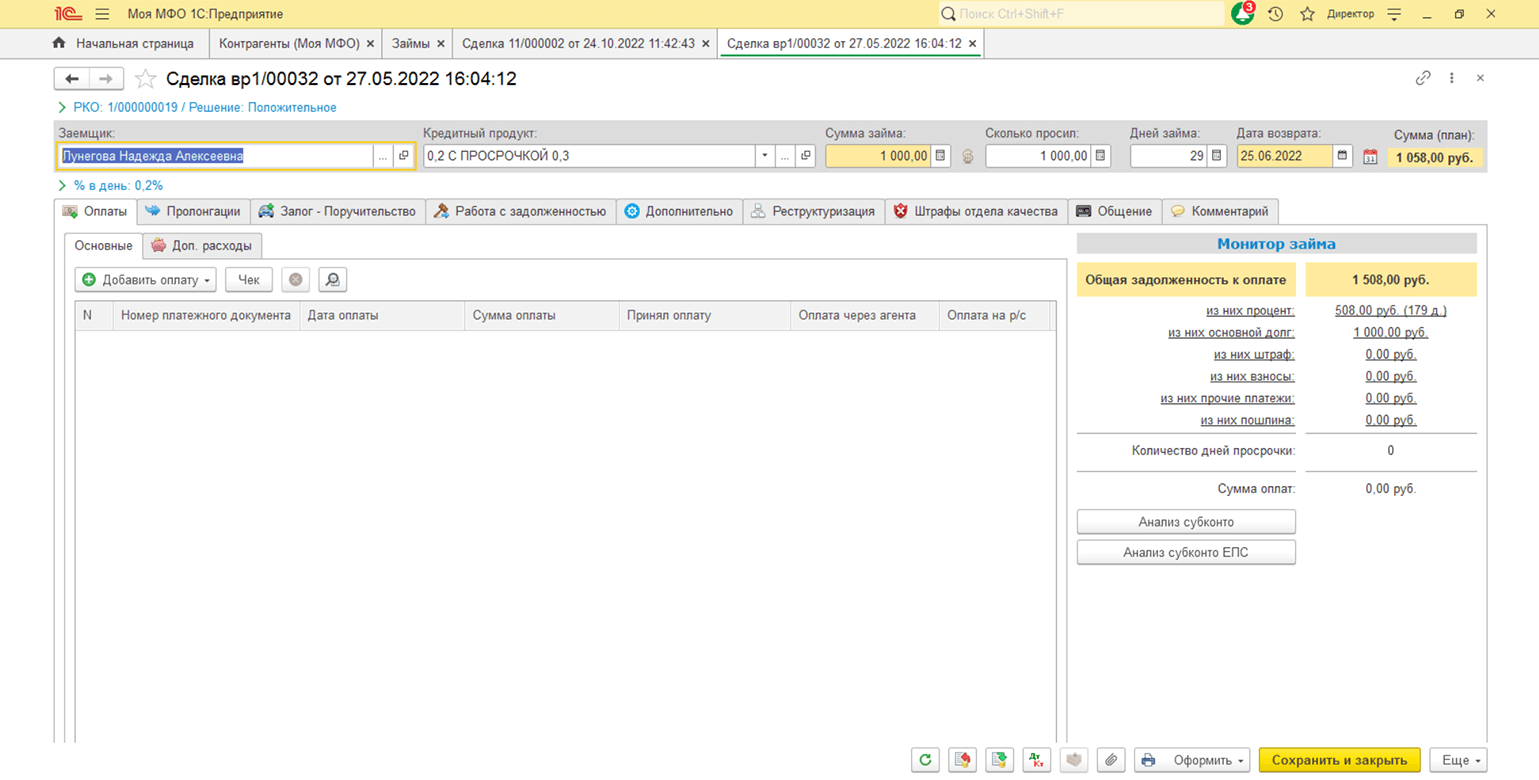 1С Моя МФО 1С:Предприятие Поиск Ctrl+Shift+F 3 Директор
Начальная страница Контрагенты (Моя МФО) Займы Сделка 11/000002 от 24.10.2022 11:42:43 Сделка вр1/00032 от 27.05.2022 16:04:12
Сделка вр1/00032 от 27.05.2022 16:04:12
РКО: 1/000000019 / Решение: Положительное
Заемщик: Кредитный продукт: Сумма займа: Сколько просил: Дней займа: Дата возврата: Сумма (план):
Пунегова Надежда Алексеевна ... 0,2 С ПРОСРОЧКОЙ 0,3 ... 1 000,00 1 000,00 29 25.06.2022 31 1 058,00 руб.
% в день: 0,2%
Оплаты Пролонгации Залог - Поручительство Работа с задолженностью Дополнительно Реструктуризация Штрафы отдела качества Общение Комментарий
Основные Доп. расходы
Монитор займа
Добавить оплату Чек
Общая задолженность к оплате 1 508,00 руб.
N Номер платежного документа Дата оплаты Сумма оплаты Принял оплату Оплата через агента Оплата на р/с
из них процент: 508,00 руб. (179 д.)
из них основной долг: 1 000,00 руб.
из них штраф: 0,00 руб.
из них взносы: 0,00 руб.
из них прочие платежи: 0,00 руб.
из них пошлина: 0,00 руб.
Количество дней просрочки: 0
Сумма оплат: 0,00 руб.
Анализ субконто
Анализ субконто ЕПС
Дт Кт Оформить Сохранить и закрыть Еще